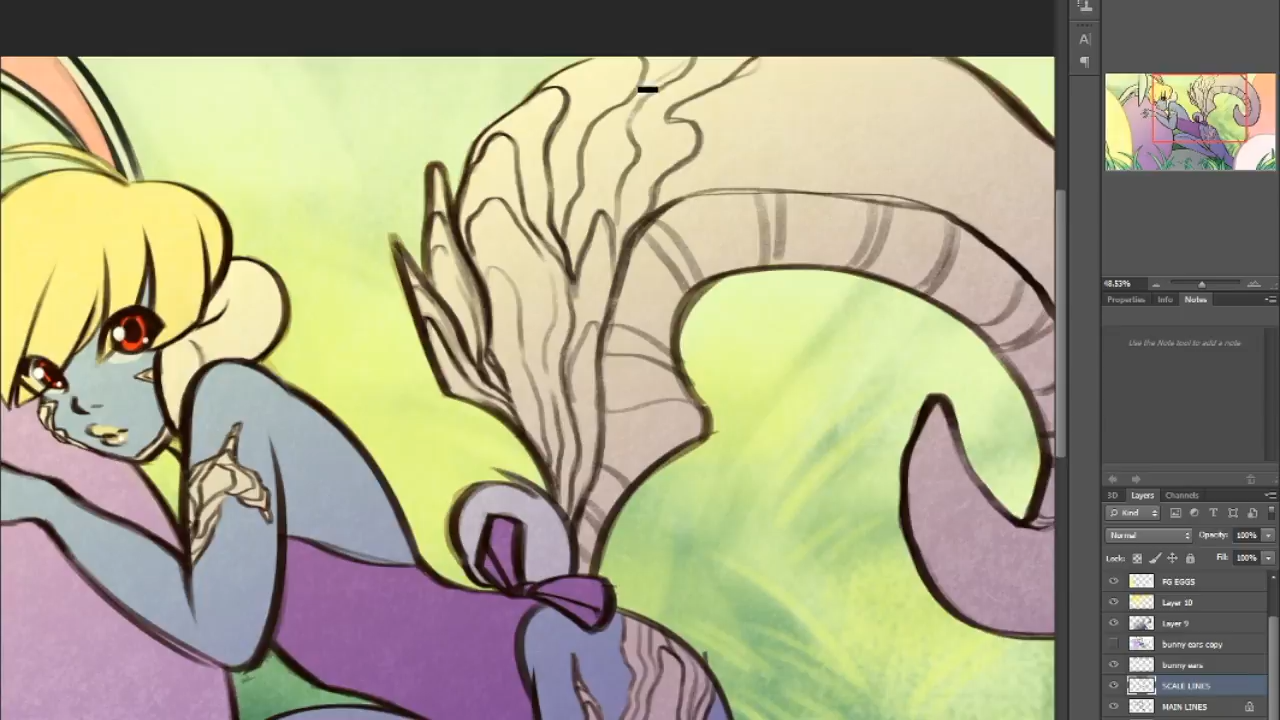 A
48.53%
Properties Info Notes
Use the Note tool to add a note
3D Layers Channels
Kind T
Normal Opacity: 100%
Lock: Fill: 100%
FG EGGS
Layer 10
Layer 9
bunny ears copy
bunny ears
SCALE LINES
MAIN LINES